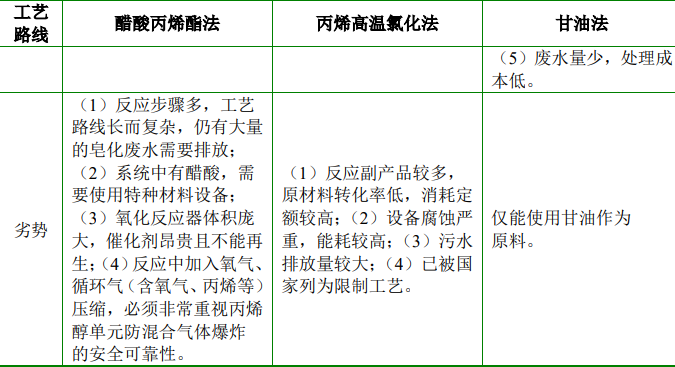 工艺
路线
醋酸丙烯酯法
丙烯高温氯化法
甘油法
（5）废水量少，处理成
本低。
劣势
（1）反应步骤多，工艺
路线长而复杂，仍有大量
的皂化废水需要排放；
（2）系统中有醋酸，需
要使用特种材料设备；
（3）氧化反应器体积庞
大，催化剂昂贵且不能再
生；（4）反应中加入氧气、
循环气（含氧气、丙烯等）
压缩，必须非常重视丙烯
醇单元防混合气体爆炸
的安全可靠性。
（1）反应副产品较多，
原材料转化率低，消耗定
额较高；（2）设备腐蚀严
重，能耗较高；（3）污水
排放量较大；（4）已被国
家列为限制工艺。
仅能使用甘油作为
原料。